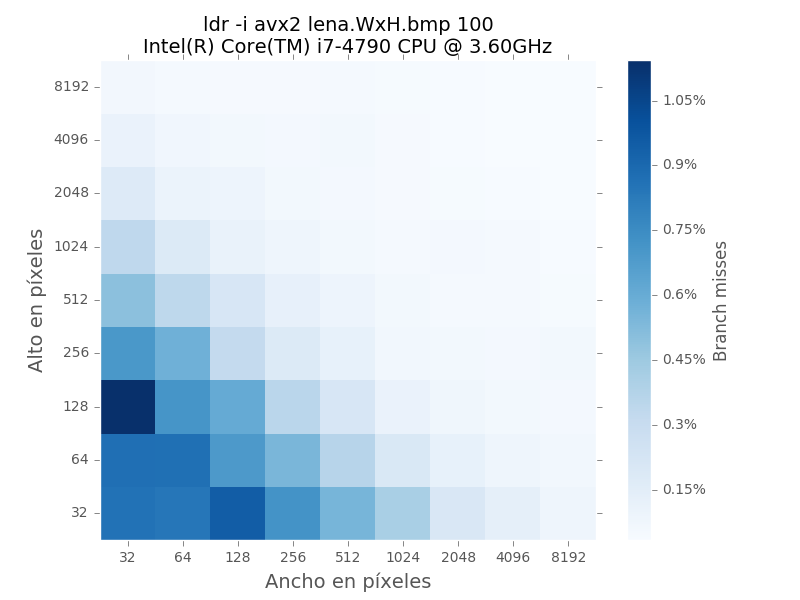 ldr -i avx2 lena.WxH.bmp 100
Intel(R) Core(TM) i7-4790 CPU @ 3.60GHz
Alto en píxeles
8192
4096
2048
1024
512
256
128
64
32
32 64 128 256 512 1024 2048 4096 8192
Ancho en píxeles
1.05%
0.9%
0.75%
0.6%
0.45%
0.3%
0.15%
Branch misses